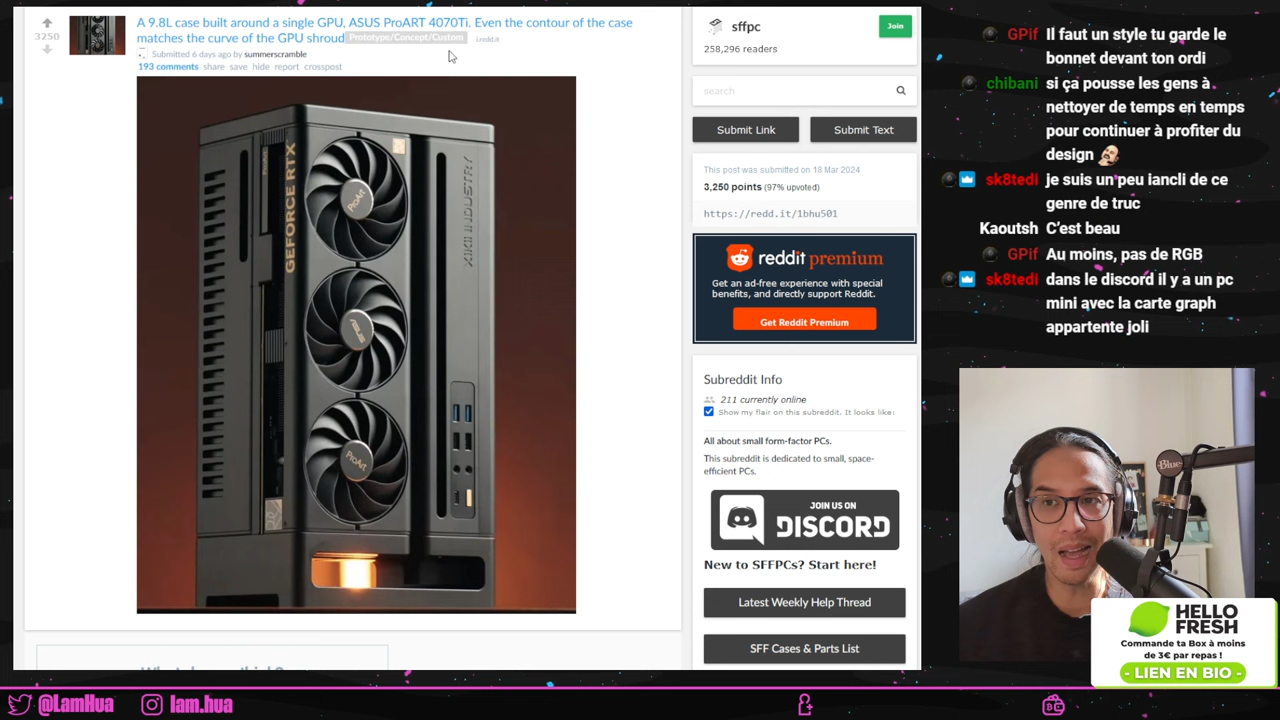 3250
A 9.8L case built around a single GPU, ASUS ProART 4070Ti. Even the contour of the case
matches the curve of the GPU shroud Prototype/Concept/Custom i.redd.it
Submitted 6 days ago by summerscramble
193 comments share save hide report crosspost
ProArt
GEFORCE RTX
ProArt
ASUS
ProArt
XIKII INDUSTRY
sffpc
Join
258,296 readers
search
Submit Link
Submit Text
This post was submitted on 18 Mar 2024
3,250 points (97% upvoted)
https://redd.it/1bhu501
reddit premium
Get an ad-free experience with special
benefits, and directly support Reddit.
Get Reddit Premium
Subreddit Info
211 currently online
Show my flair on this subreddit. It looks like:
All about small form-factor PCs.
This subreddit is dedicated to small, space-
efficient PCs.
JOIN US ON
DISCORD
New to SFFPCs? Start here!
Latest Weekly Help Thread
SFF Cases & Parts List
GPif Il faut un style tu garde le
bonnet devant ton ordi
chibani si ça pousse les gens à
nettoyer de temps en temps
pour continuer à profiter du
design
sk8tedi je suis un peu iancli de ce
genre de truc
Kaoutsh C'est beau
GPif Au moins, pas de RGB
sk8tedi dans le discord il y a un pc
mini avec la carte graph
appartente joli
Blue
HELLO
FRESH
Commande ta Box à moins
de 3€ par repas !
- LIEN EN BIO -
@LamHua
lam.hua